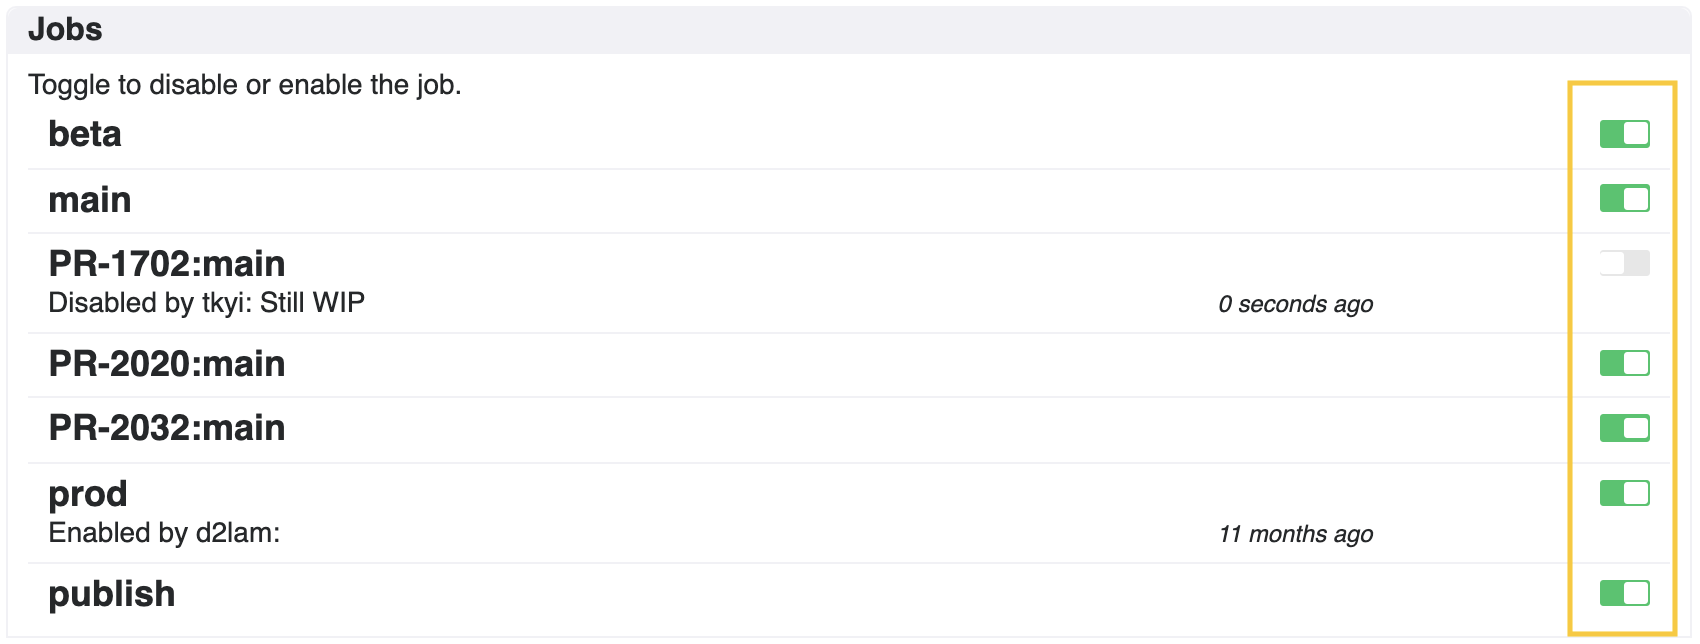 Jobs
Toggle to disable or enable the job.
beta
main
PR-1702:main
Disabled by tkyi: Still WIP
0 seconds ago
PR-2020:main
PR-2032:main
prod
Enabled by d2lam:
11 months ago
publish